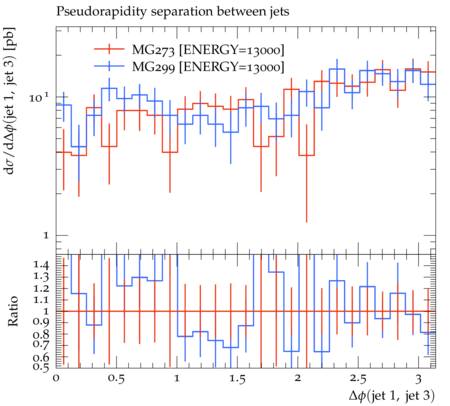 Pseudorapidity separation between jets
dσ/dΔϕ(jet 1, jet 3) [pb]
MG273 [ENERGY=13000]
MG299 [ENERGY=13000]
10¹
1
Ratio
1.4
1.3
1.2
1.1
1
0.9
0.8
0.7
0.6
0.5
0 0.5 1 1.5 2 2.5 3
Δϕ(jet 1, jet 3)